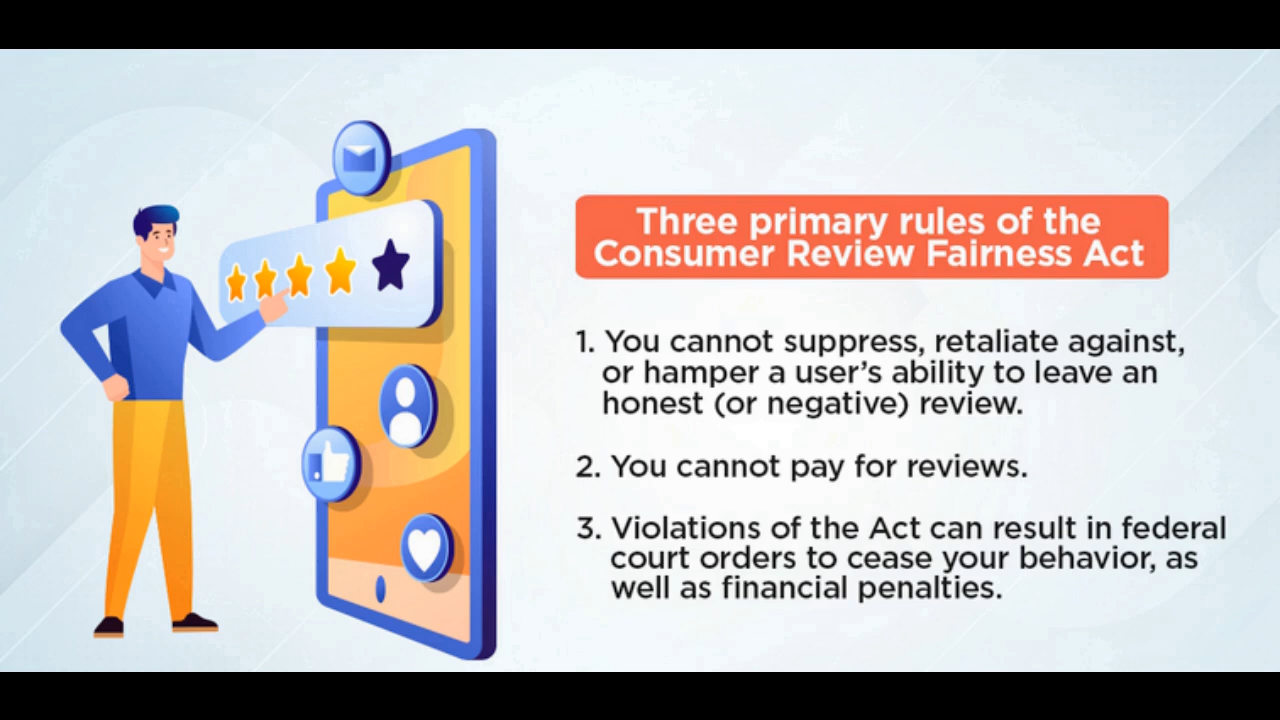 Three primary rules of the
Consumer Review Fairness Act
1. You cannot suppress, retaliate against,
or hamper a user’s ability to leave an
honest (or negative) review.
2. You cannot pay for reviews.
3. Violations of the Act can result in federal
court orders to cease your behavior, as
well as financial penalties.